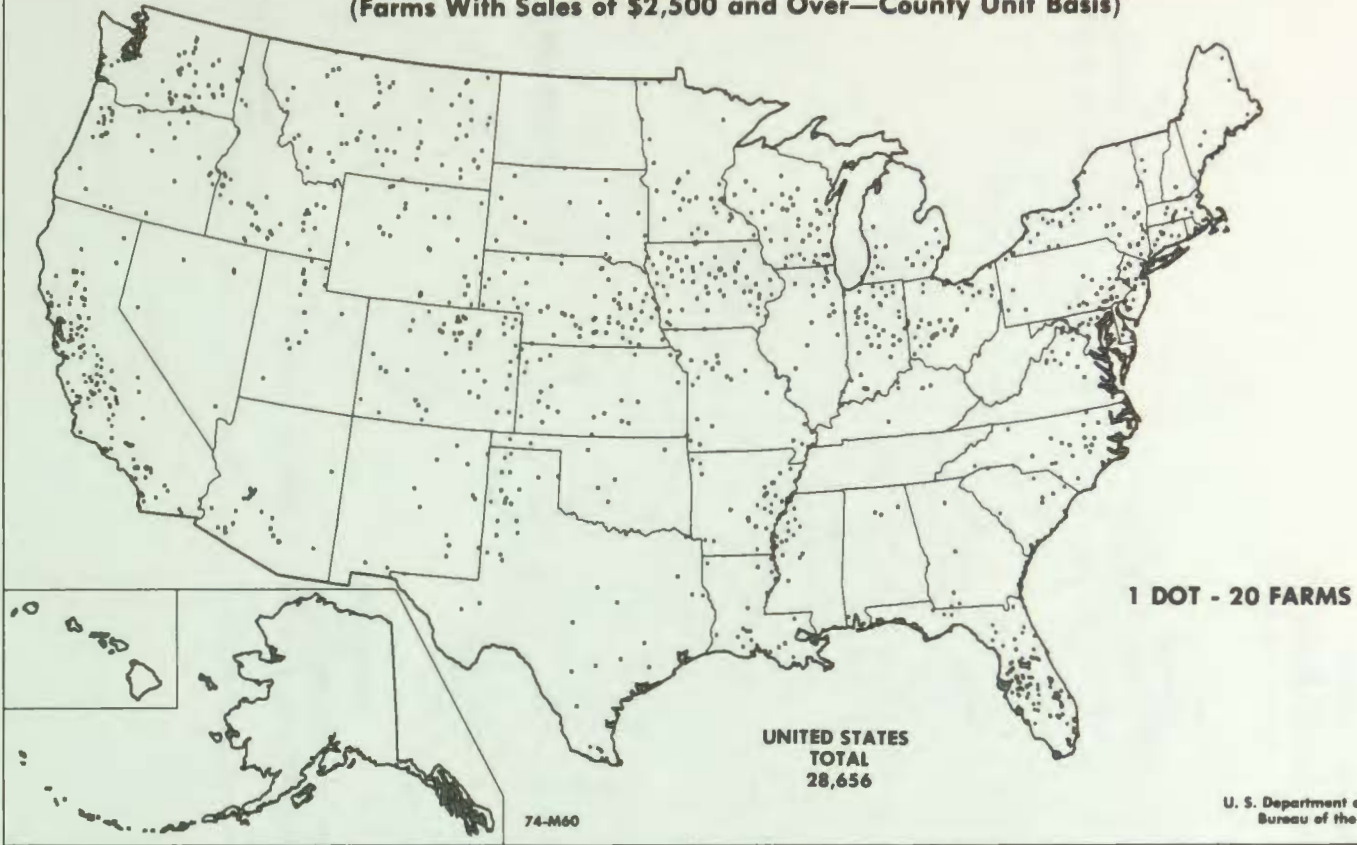 (Farms With Sales of $2,500 and Over—County Unit Basis)
1 DOT - 20 FARMS
UNITED STATES
TOTAL
28,656
74-M60
U. S. Department
Bureau of the